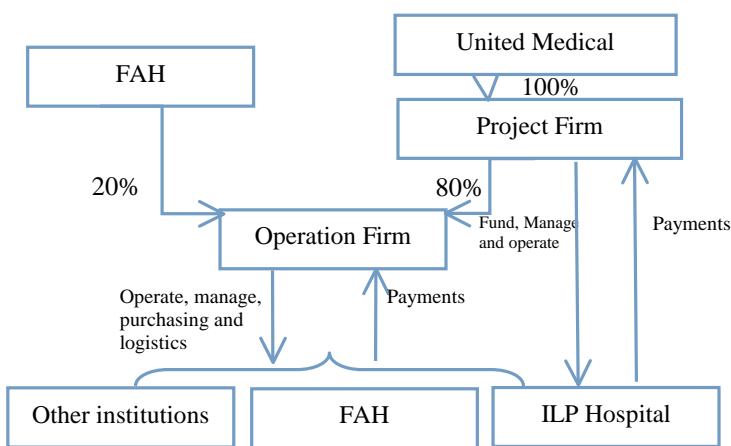 United Medical
FAH
100%
Project Firm
20%
80%
Operation Firm
Fund, Manage
and operate
Payments
Operate, manage,
purchasing and
logistics
Payments
Other institutions
FAH
ILP Hospital